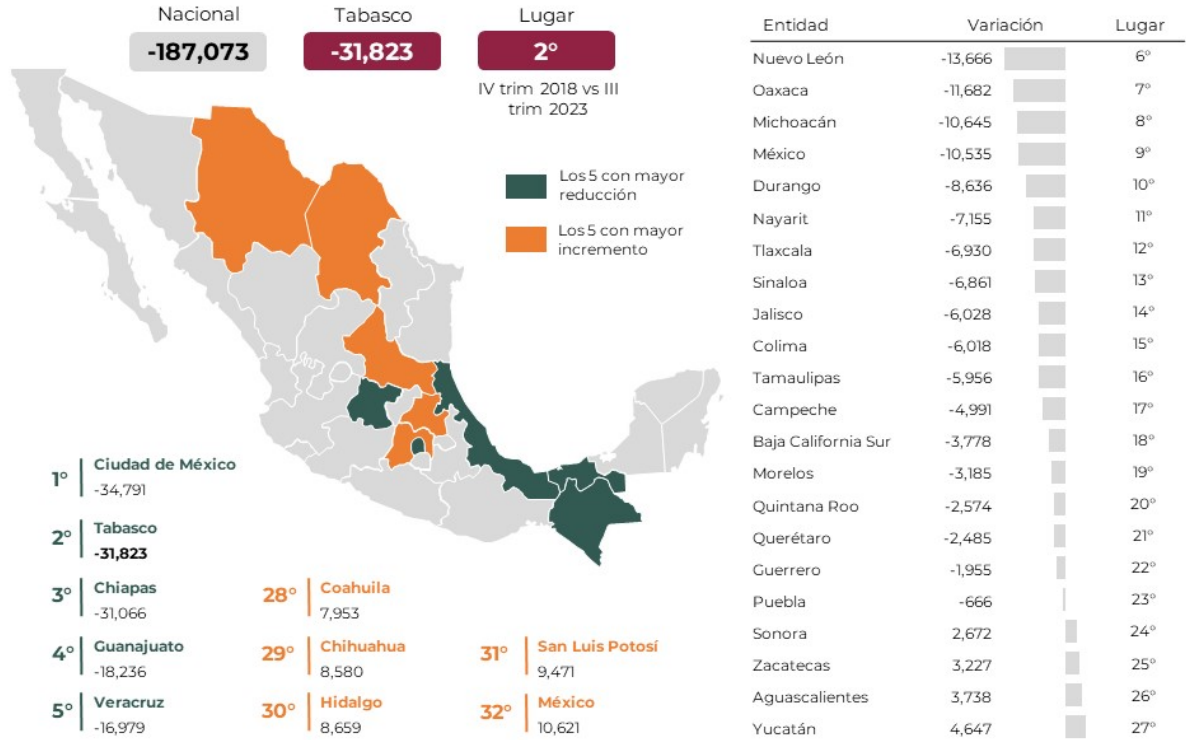 Nacional Tabasco Lugar
-187,073 -31,823 2°
IV trim 2018 vs III
trim 2023
Los 5 con mayor
reducción
Los 5 con mayor
incremento
1° Ciudad de México
-34,791
2° Tabasco
-31,823
3° Chiapas
-31,066
4° Guanajuato
-18,236
5° Veracruz
-16,979
28° Coahuila
7,953
29° Chihuahua
8,580
30° Hidalgo
8,659
31° San Luis Potosí
9,471
32° México
10,621
Entidad Variación Lugar
Nuevo León -13,666 6°
Oaxaca -11,682 7°
Michoacán -10,645 8°
México -10,535 9°
Durango -8,636 10°
Nayarit -7,155 11°
Tlaxcala -6,930 12°
Sinaloa -6,861 13°
Jalisco -6,028 14°
Colima -6,018 15°
Tamaulipas -5,956 16°
Campeche -4,991 17°
Baja California Sur -3,778 18°
Morelos -3,185 19°
Quintana Roo -2,574 20°
Querétaro -2,485 21°
Guerrero -1,955 22°
Puebla -666 23°
Sonora 2,672 24°
Zacatecas 3,227 25°
Aguascalientes 3,738 26°
Yucatán 4,647 27°